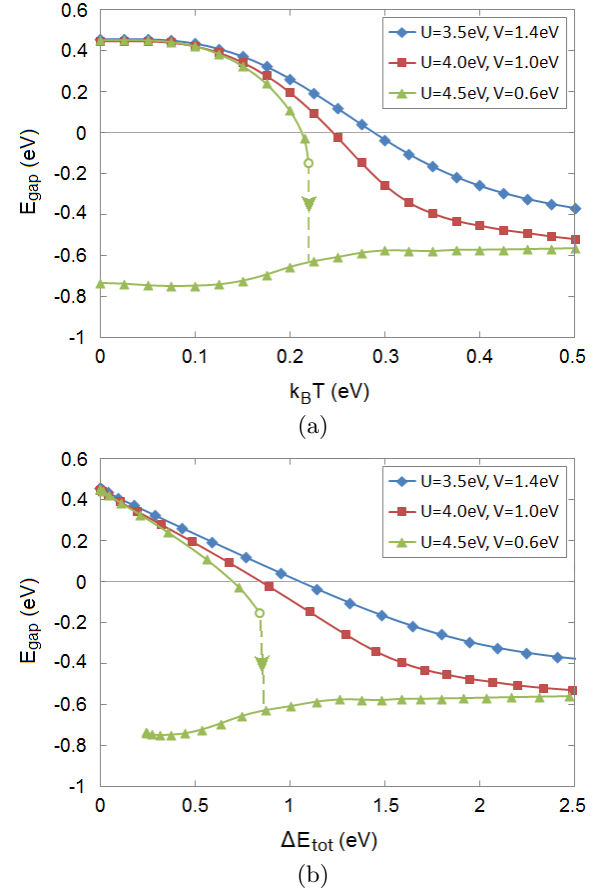 0.6
0.4
0.2
0
-0.2
-0.4
-0.6
-0.8
-1
E_gap (eV)
U=3.5eV, V=1.4eV
U=4.0eV, V=1.0eV
U=4.5eV, V=0.6eV
0 0.1 0.2 0.3 0.4 0.5
k_BT (eV)
(a)
0.6
0.4
0.2
0
-0.2
-0.4
-0.6
-0.8
-1
E_gap (eV)
U=3.5eV, V=1.4eV
U=4.0eV, V=1.0eV
U=4.5eV, V=0.6eV
0 0.5 1 1.5 2 2.5
ΔE_tot (eV)
(b)